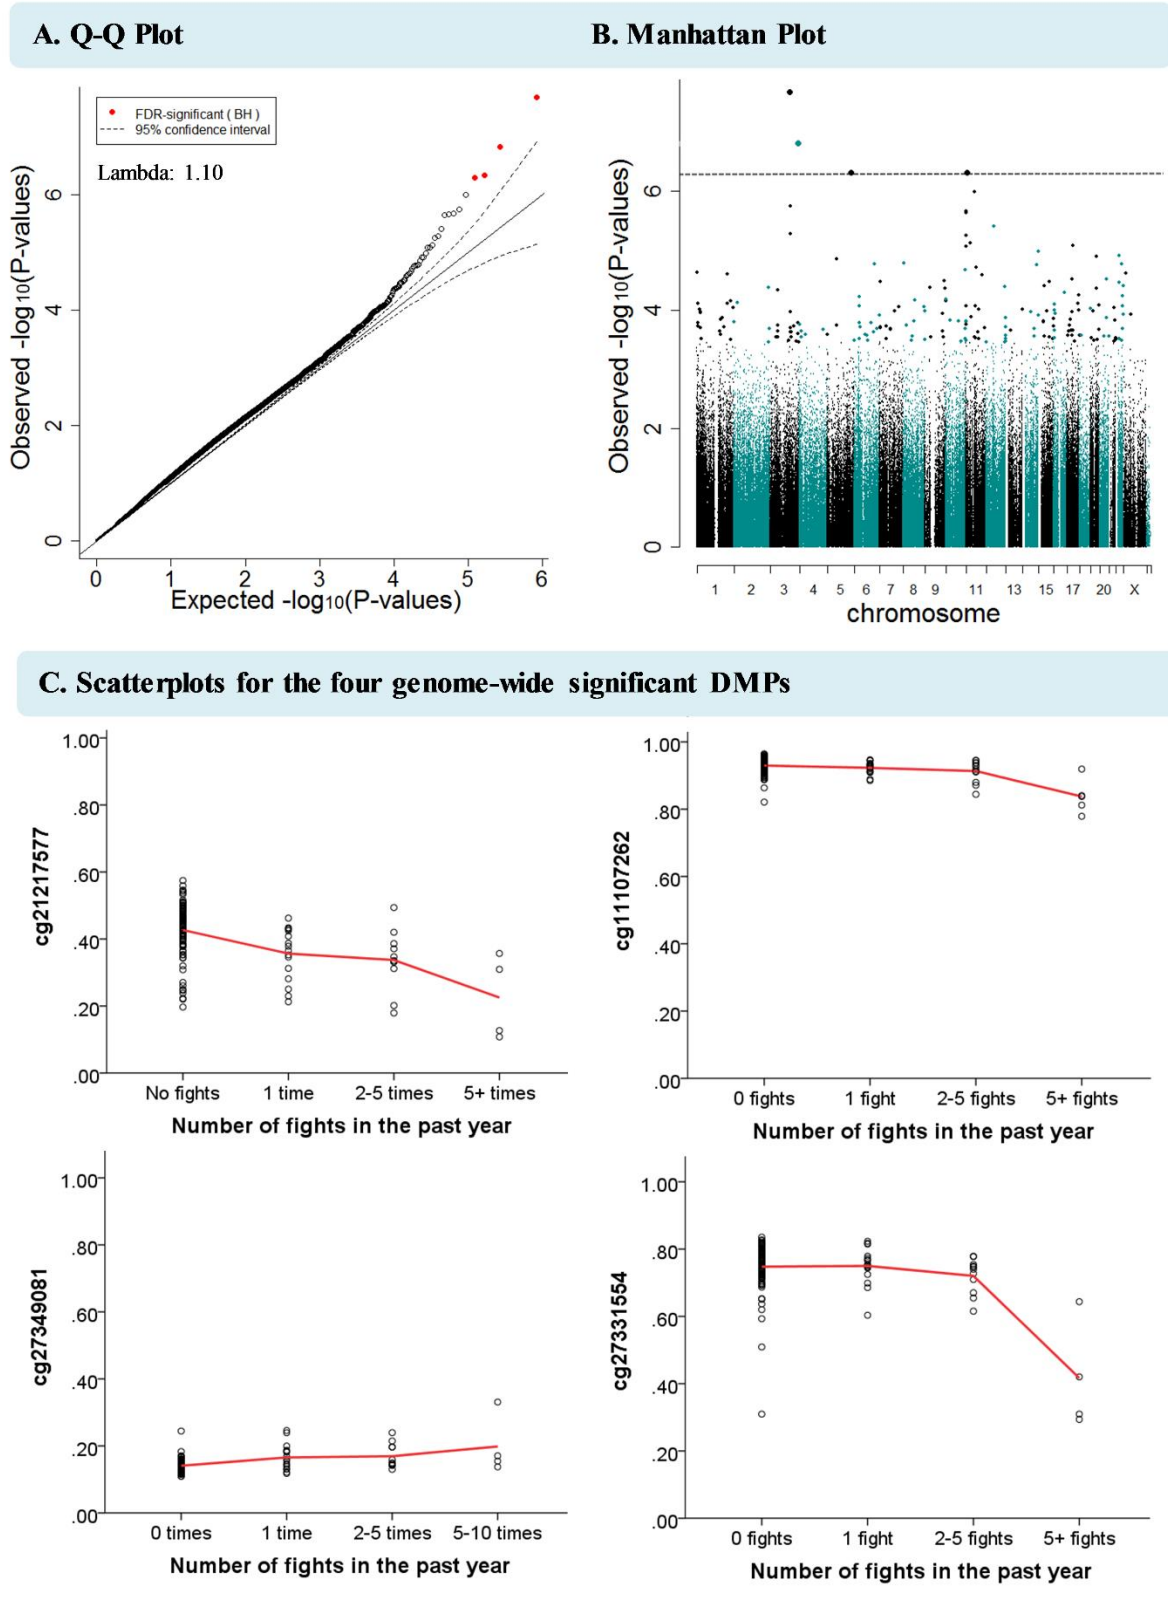 A. Q-Q Plot
B. Manhattan Plot
FDR-significant ( BH )
95% confidence interval
Lambda: 1.10
Observed -log10(P-values)
6
4
2
0
0 1 2 3 4 5 6
Expected -log10(P-values)
Observed -log10(P-values)
6
4
2
0
1 2 3 4 5 6 7 8 9 11 13 15 17 20 X
chromosome
C. Scatterplots for the four genome-wide significant DMPs
cg21217577
1.00
.80
.60
.40
.20
.00
No fights 1 time 2-5 times 5+ times
Number of fights in the past year
cg11107262
1.00
.80
.60
.40
.20
.00
0 fights 1 fight 2-5 fights 5+ fights
Number of fights in the past year
cg27349081
1.00
.80
.60
.40
.20
.00
0 times 1 time 2-5 times 5-10 times
Number of fights in the past year
cg27331554
1.00
.80
.60
.40
.20
.00
0 fights 1 fight 2-5 fights 5+ fights
Number of fights in the past year